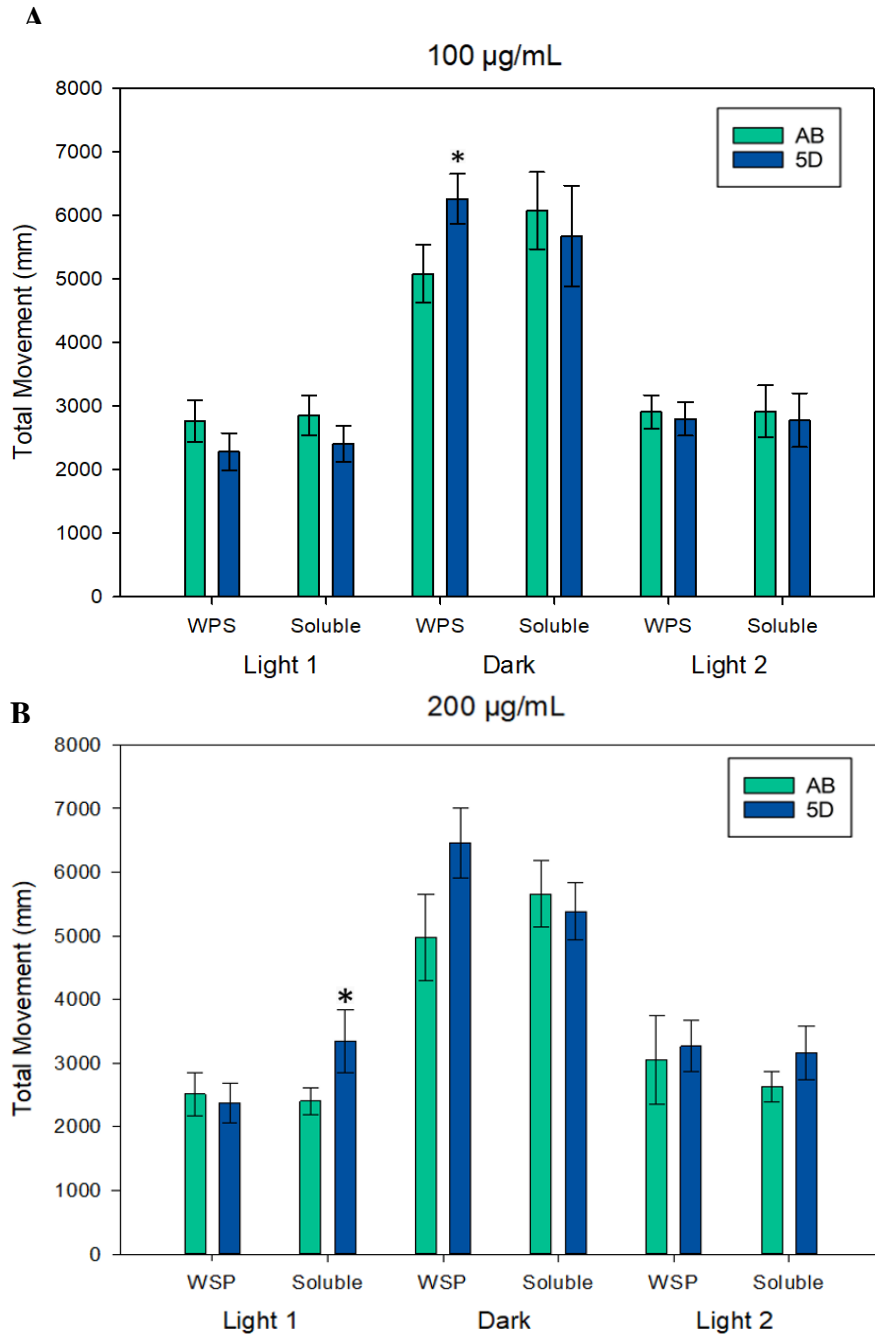 A
100 µg/mL
8000
7000
6000
5000
4000
3000
2000
1000
0
Total Movement (mm)
AB
5D
*
WPS Soluble WPS Soluble WPS Soluble
Light 1 Dark Light 2
B
200 µg/mL
8000
7000
6000
5000
4000
3000
2000
1000
0
Total Movement (mm)
AB
5D
*
WSP Soluble WSP Soluble WSP Soluble
Light 1 Dark Light 2